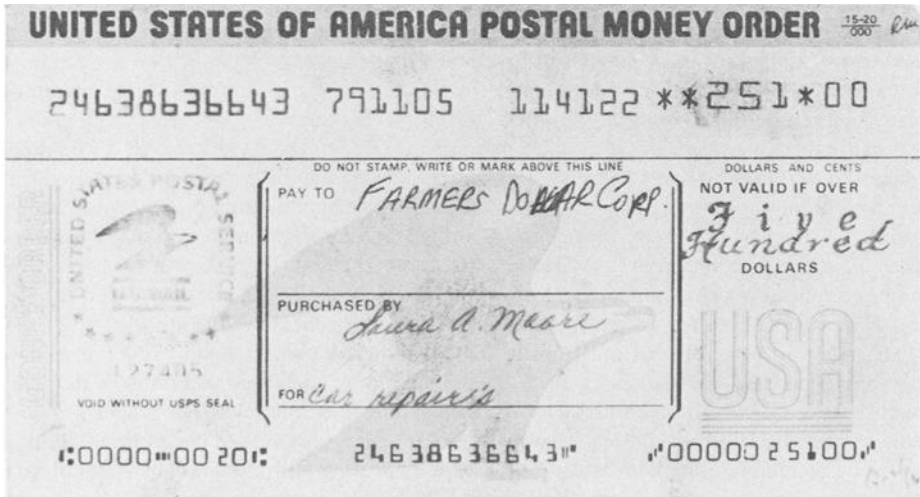 UNITED STATES OF AMERICA POSTAL MONEY ORDER 15-20
000
24638636643 791105 114122 **251*00
DO NOT STAMP, WRITE OR MARK ABOVE THIS LINE
DOLLARS AND CENTS
PAY TO FARMERS DOLLAR CORP.
NOT VALID IF OVER
Five
Hundred
DOLLARS
UNITED STATES POSTAL SERVICE
U.S. MAIL
PURCHASED BY
Laura A. Moore
USA
127405
VOID WITHOUT USPS SEAL
FOR Car repairs
⑆0000⑉00 20⑆ 24638636643⑈ ⑈0000025100⑈